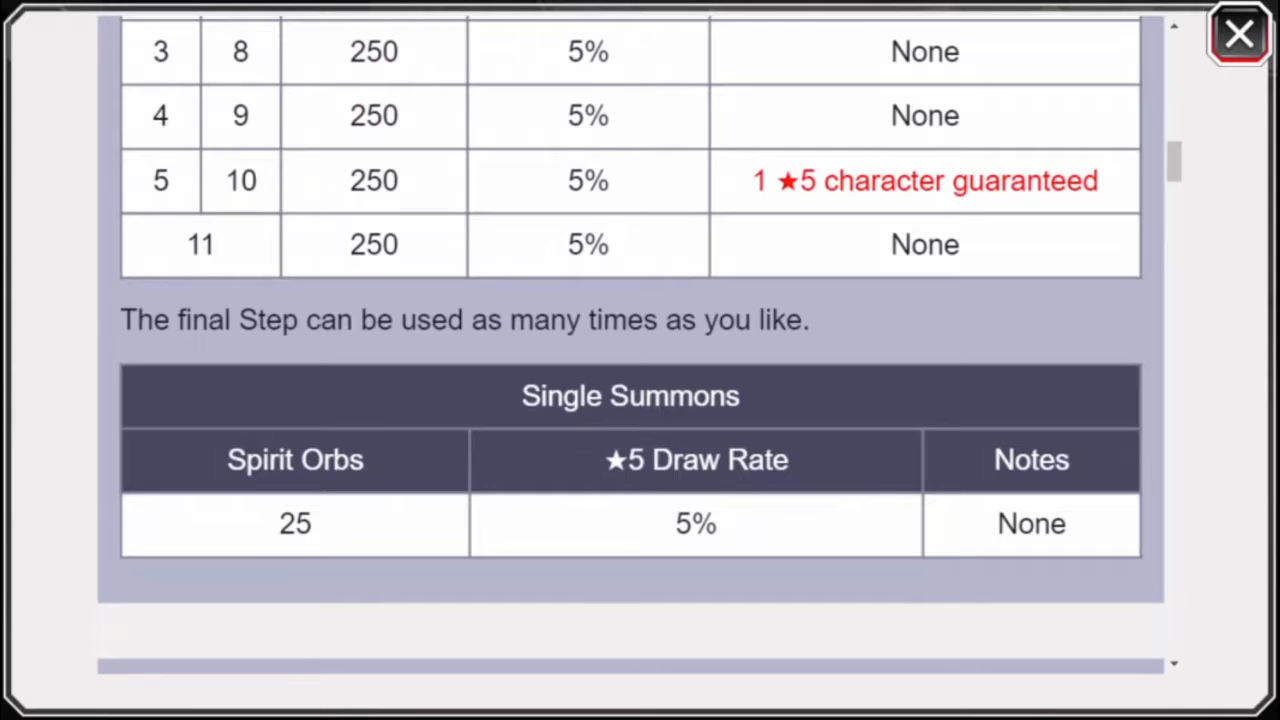 3 8 250 5% None
4 9 250 5% None
5 10 250 5% 1 ★5 character guaranteed
11 250 5% None
The final Step can be used as many times as you like.
Single Summons
Spirit Orbs ★5 Draw Rate Notes
25 5% None